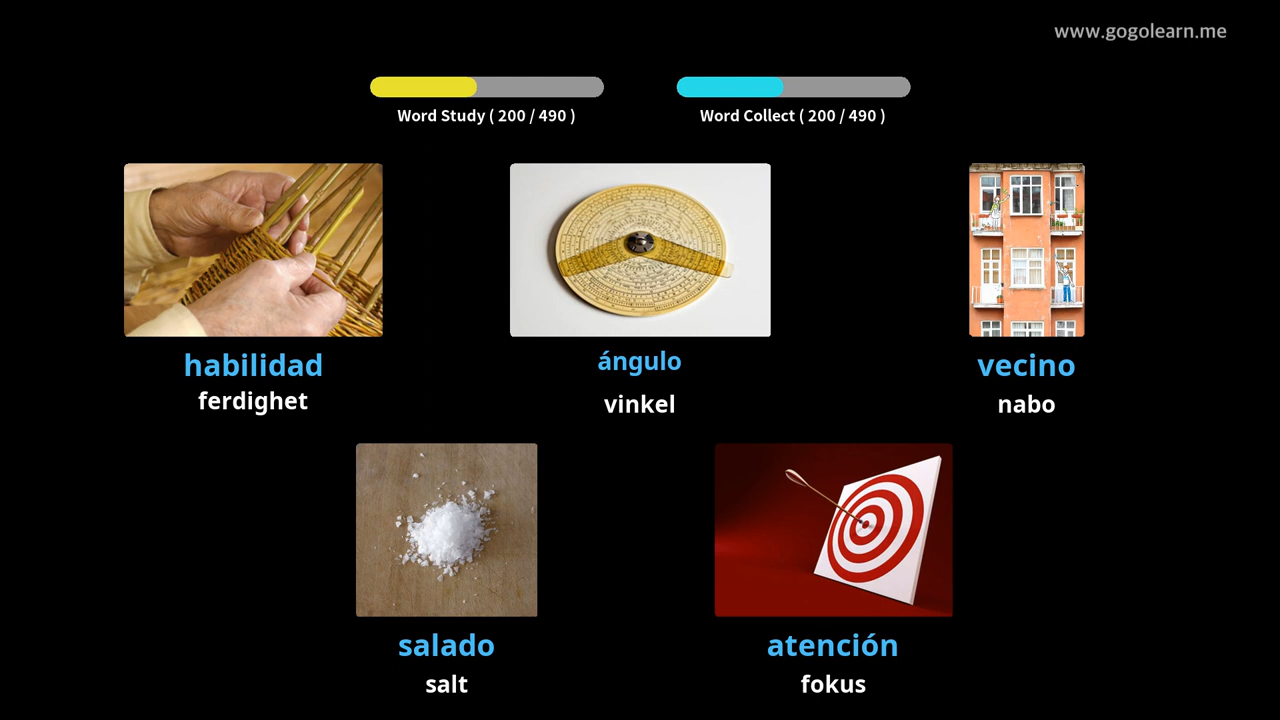 www.gogolearn.me
Word Study ( 200 / 490 )
Word Collect ( 200 / 490 )
habilidad
ferdighet
ángulo
vinkel
vecino
nabo
salado
salt
atención
fokus